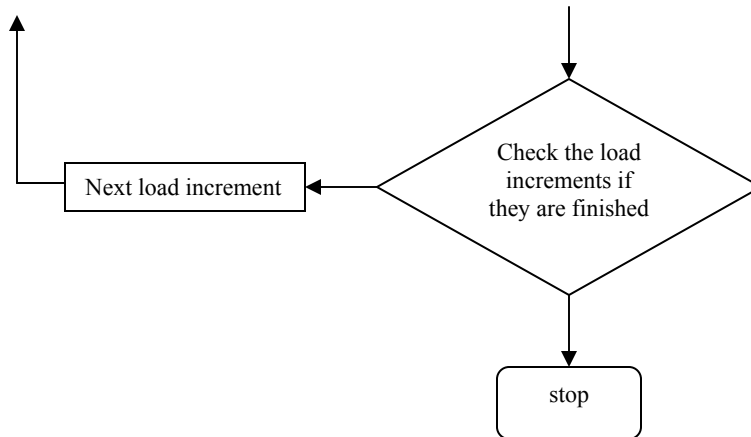 Check the load
increments if
they are finished
Next load increment
stop